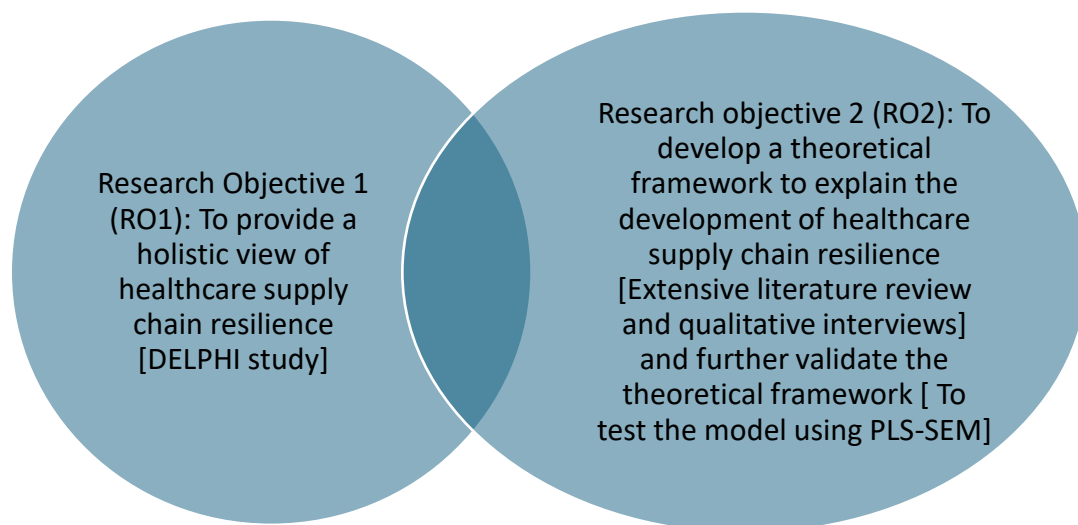 Research Objective 1
(RO1): To provide a
holistic view of
healthcare supply
chain resilience
[DELPHI study]
Research objective 2 (RO2): To
develop a theoretical
framework to explain the
development of healthcare
supply chain resilience
[Extensive literature review
and qualitative interviews]
and further validate the
theoretical framework [ To
test the model using PLS-SEM]